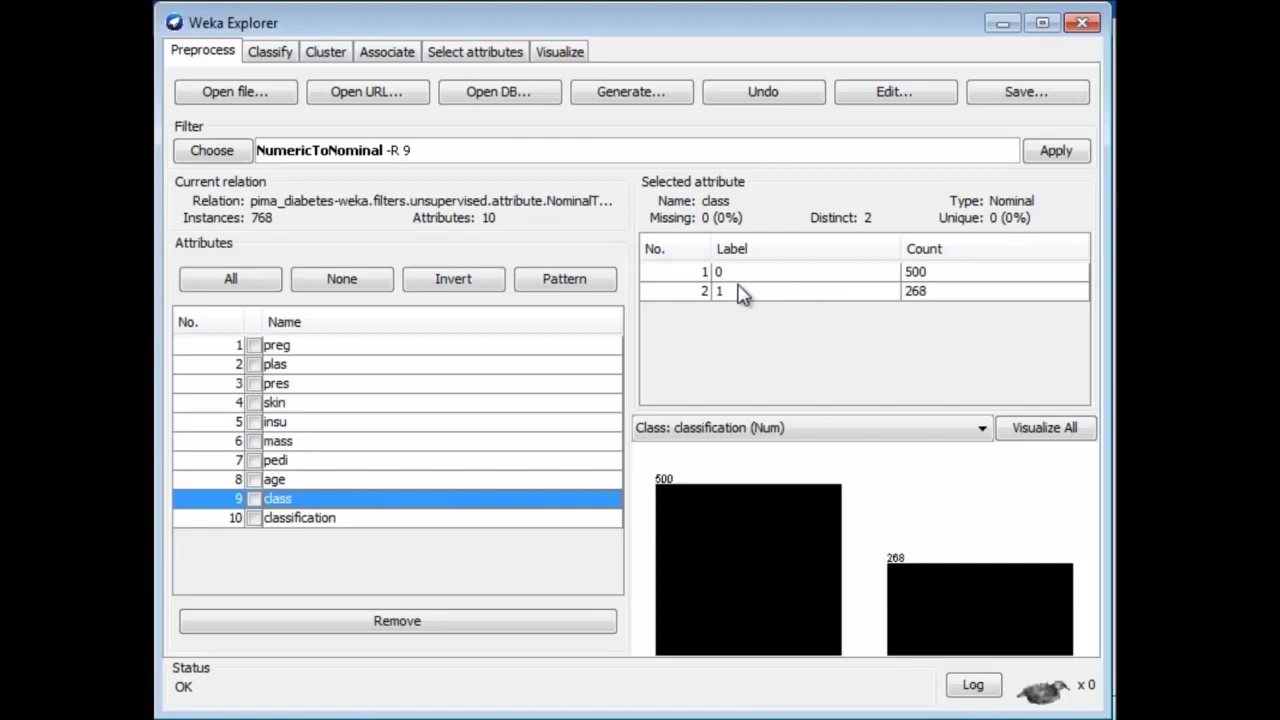 Weka Explorer
Preprocess Classify Cluster Associate Select attributes Visualize
Open file... Open URL... Open DB... Generate... Undo Edit... Save...
Filter
Choose NumericToNominal -R 9 Apply
Current relation
Relation: pima_diabetes-weka.filters.unsupervised.attribute.NominalT...
Instances: 768 Attributes: 10
Attributes
All None Invert Pattern
No. Name
1 preg
2 plas
3 pres
4 skin
5 insu
6 mass
7 pedi
8 age
9 class
10 classification
Remove
Selected attribute
Name: class Type: Nominal
Missing: 0 (0%) Distinct: 2 Unique: 0 (0%)
No. Label Count
1 0 500
2 1 268
Class: classification (Num) Visualize All
500
268
Status
OK
Log x 0